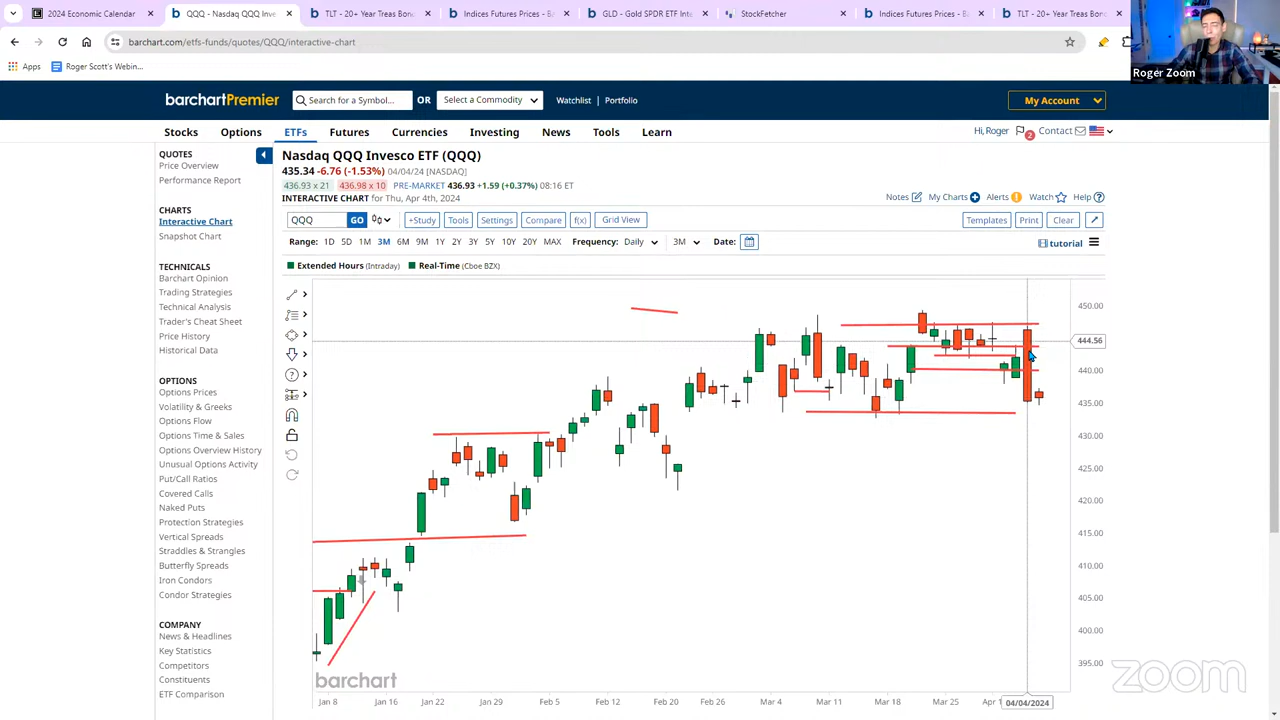 2024 Economic Calendar
QQQ - Nasdaq QQQ Inve
TLT - 20+ Year Treas Bon
Indices Futures Prices - Ba
GLD - Gold SPDR ETF Inte
StockFetcher
Indices Futures Prices - Ba
TLT - 20+ Year Treas Bon
barchart.com/etfs-funds/quotes/QQQ/interactive-chart
Apps
Roger Scott's Webin...
Roger Zoom
barchartPremier
Search for a Symbol...
OR
Select a Commodity
Watchlist | Portfolio
My Account
Stocks Options ETFs Futures Currencies Investing News Tools Learn
Hi, Roger 2 Contact
QUOTES
Price Overview
Performance Report
CHARTS
Interactive Chart
Snapshot Chart
TECHNICALS
Barchart Opinion
Trading Strategies
Technical Analysis
Trader's Cheat Sheet
Price History
Historical Data
OPTIONS
Options Prices
Volatility & Greeks
Options Flow
Options Time & Sales
Options Overview History
Unusual Options Activity
Put/Call Ratios
Covered Calls
Naked Puts
Protection Strategies
Vertical Spreads
Straddles & Strangles
Butterfly Spreads
Iron Condors
Condor Strategies
COMPANY
News & Headlines
Key Statistics
Competitors
Constituents
ETF Comparison
Nasdaq QQQ Invesco ETF (QQQ)
435.34 -6.76 (-1.53%) 04/04/24 [NASDAQ]
436.93 x 21 436.98 x 10 PRE-MARKET 436.93 +1.59 (+0.37%) 08:16 ET
INTERACTIVE CHART for Thu, Apr 4th, 2024
Notes My Charts Alerts Watch Help
QQQ GO +Study Tools Settings Compare f(x) Grid View
Templates Print Clear
Range: 1D 5D 1M 3M 6M 9M 1Y 2Y 3Y 5Y 10Y 20Y MAX Frequency: Daily 3M Date:
tutorial
Extended Hours (Intraday) Real-Time (Cboe BZX)
450.00
444.56
440.00
435.00
430.00
425.00
420.00
415.00
410.00
405.00
400.00
395.00
barchart
Jan 8 Jan 16 Jan 22 Jan 29 Feb 5 Feb 12 Feb 20 Feb 26 Mar 4 Mar 11 Mar 18 Mar 25 Apr 04/04/2024
zoom